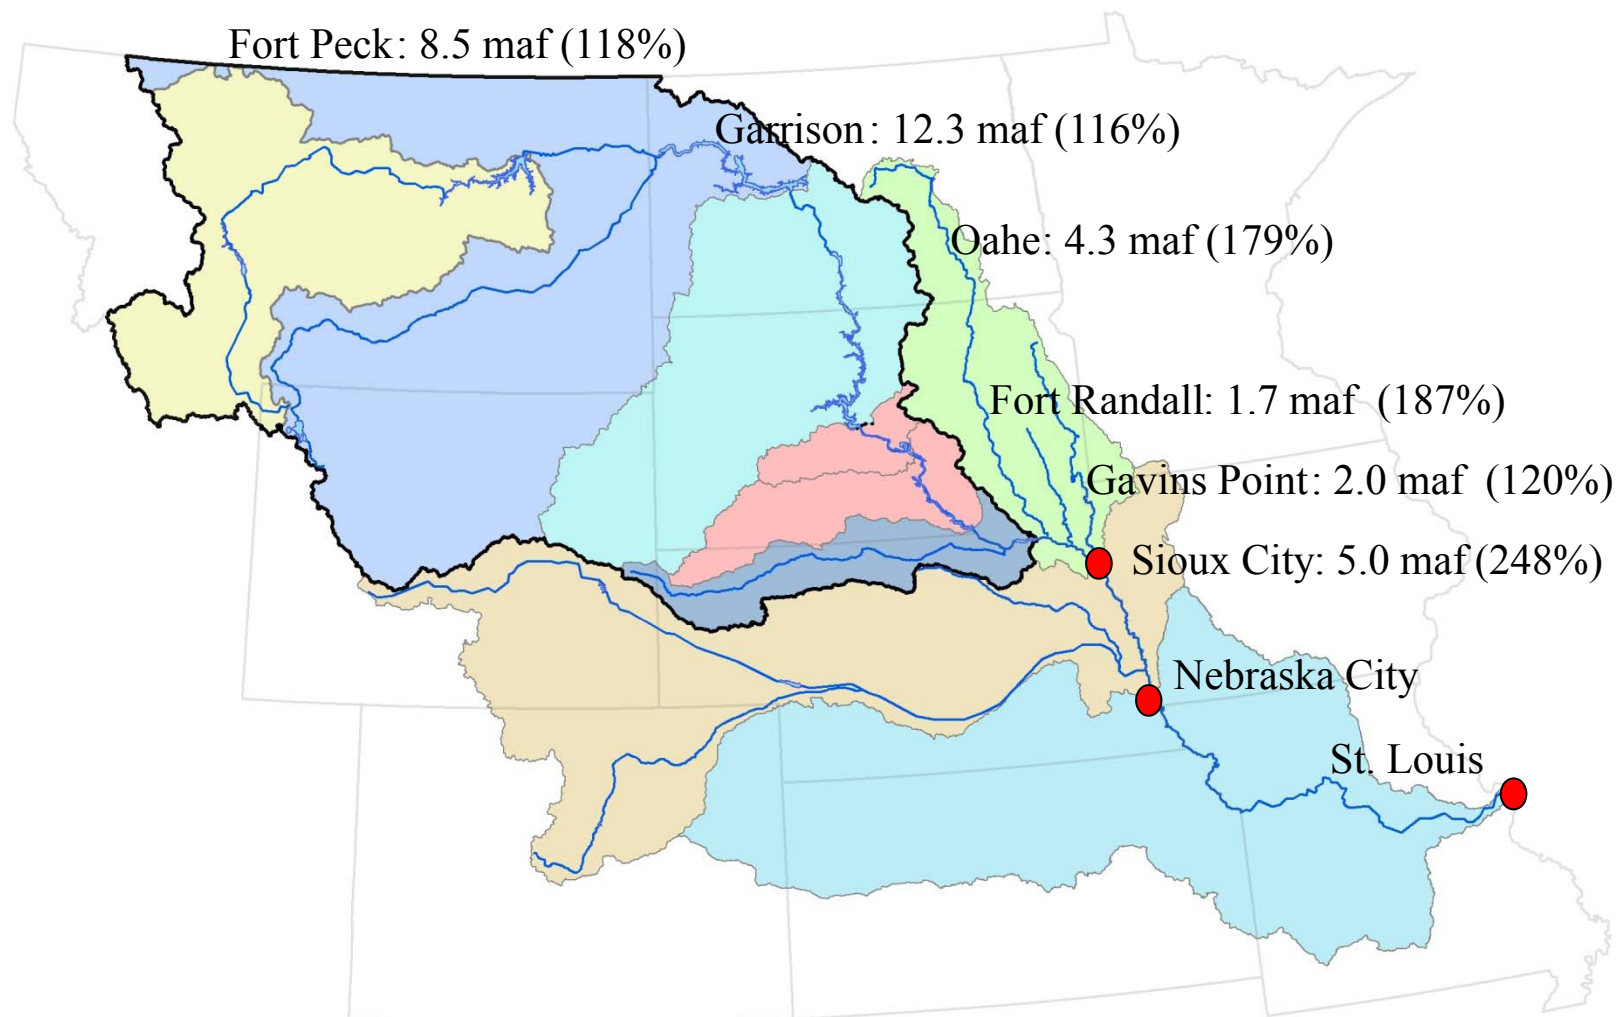 Fort Peck: 8.5 maf (118%)
Garrison: 12.3 maf (116%)
Oahe: 4.3 maf (179%)
Fort Randall: 1.7 maf (187%)
Gavins Point: 2.0 maf (120%)
Sioux City: 5.0 maf (248%)
Nebraska City
St. Louis